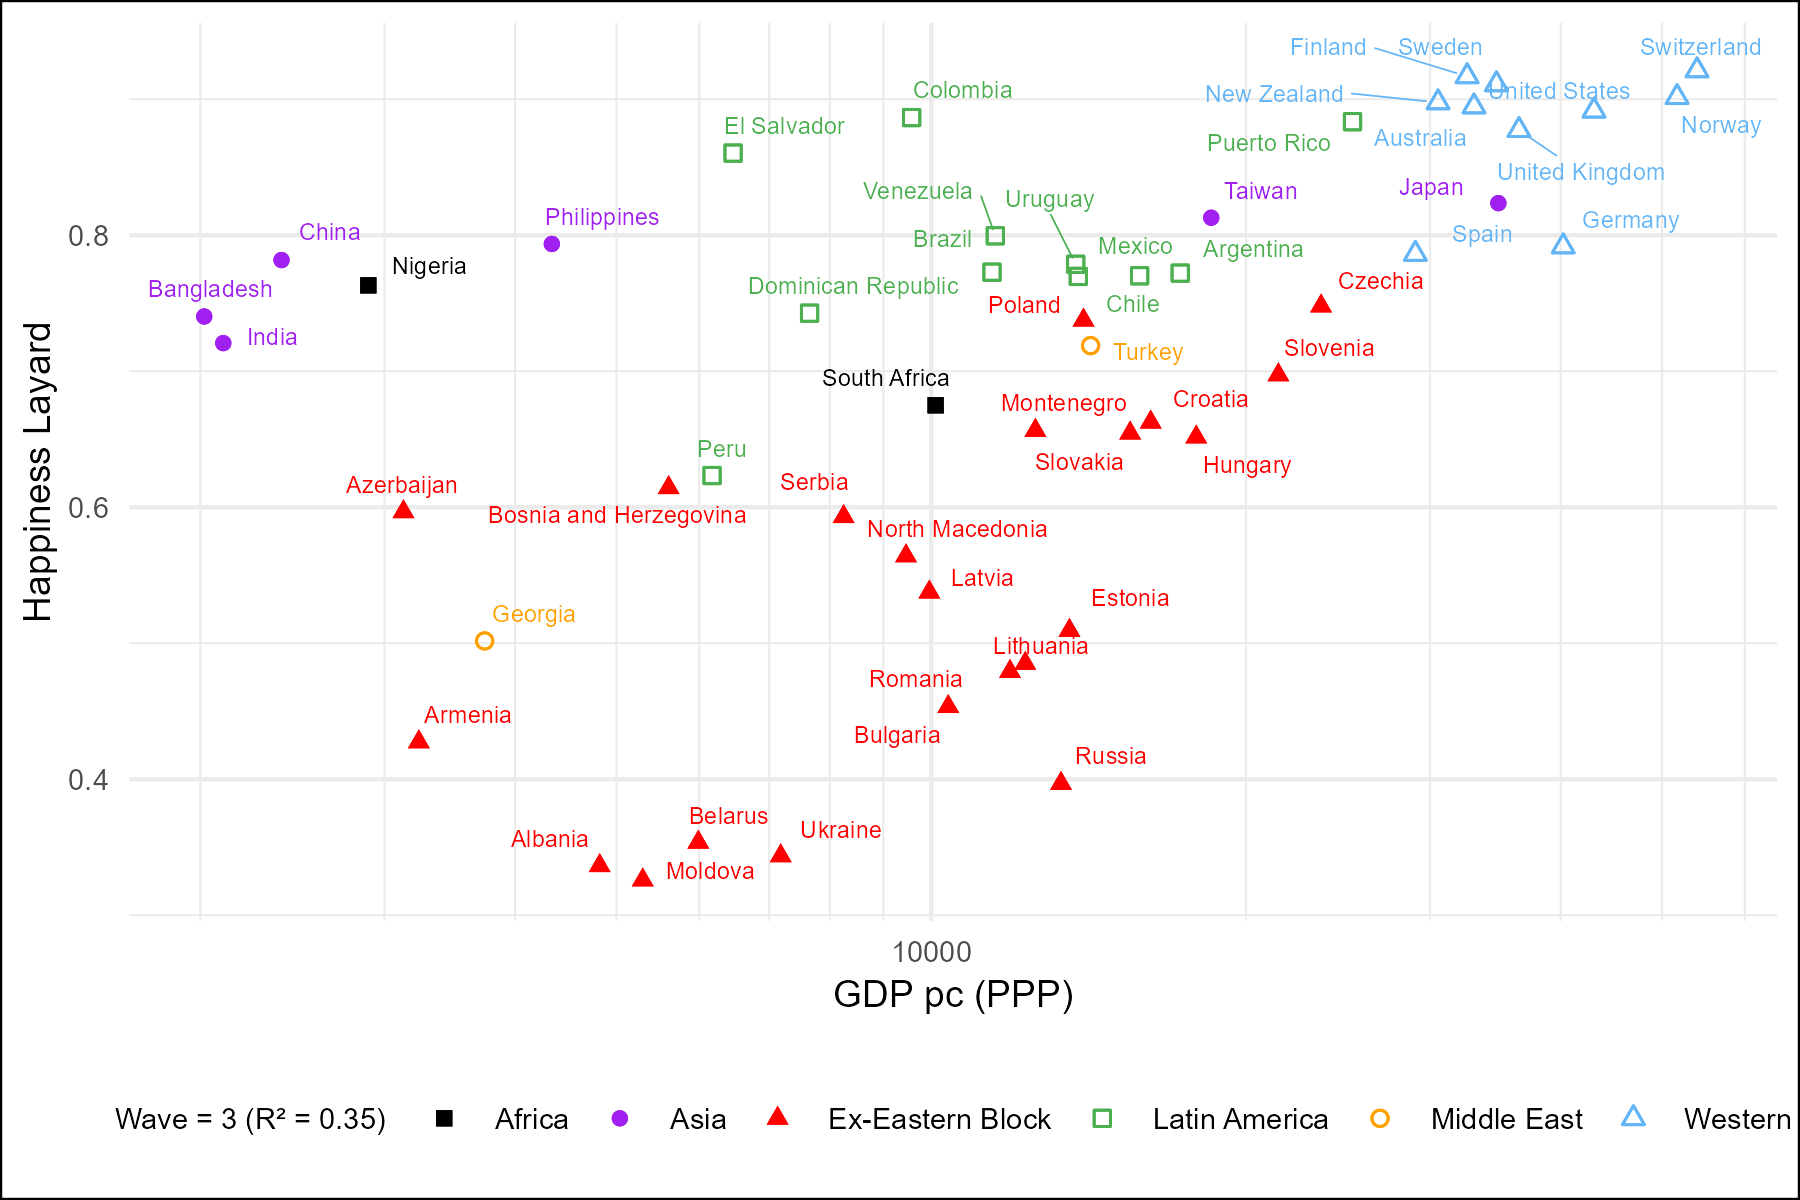 Finland
Sweden
Switzerland
Colombia
New Zealand
United States
El Salvador
Puerto Rico
Australia
Norway
Venezuela
Uruguay
Taiwan
Japan
United Kingdom
Philippines
China
0.8
Brazil
Mexico
Argentina
Spain
Germany
Nigeria
Bangladesh
Dominican Republic
Poland
Chile
Czechia
India
Turkey
Slovenia
South Africa
Montenegro
Croatia
Peru
Slovakia
Hungary
Azerbaijan
Serbia
0.6
Bosnia and Herzegovina
North Macedonia
Latvia
Estonia
Georgia
Lithuania
Romania
Armenia
Bulgaria
Russia
0.4
Belarus
Albania
Ukraine
Moldova
Happiness Layard
10000
GDP pc (PPP)
Wave = 3 (R² = 0.35) Africa Asia Ex-Eastern Block Latin America Middle East Western